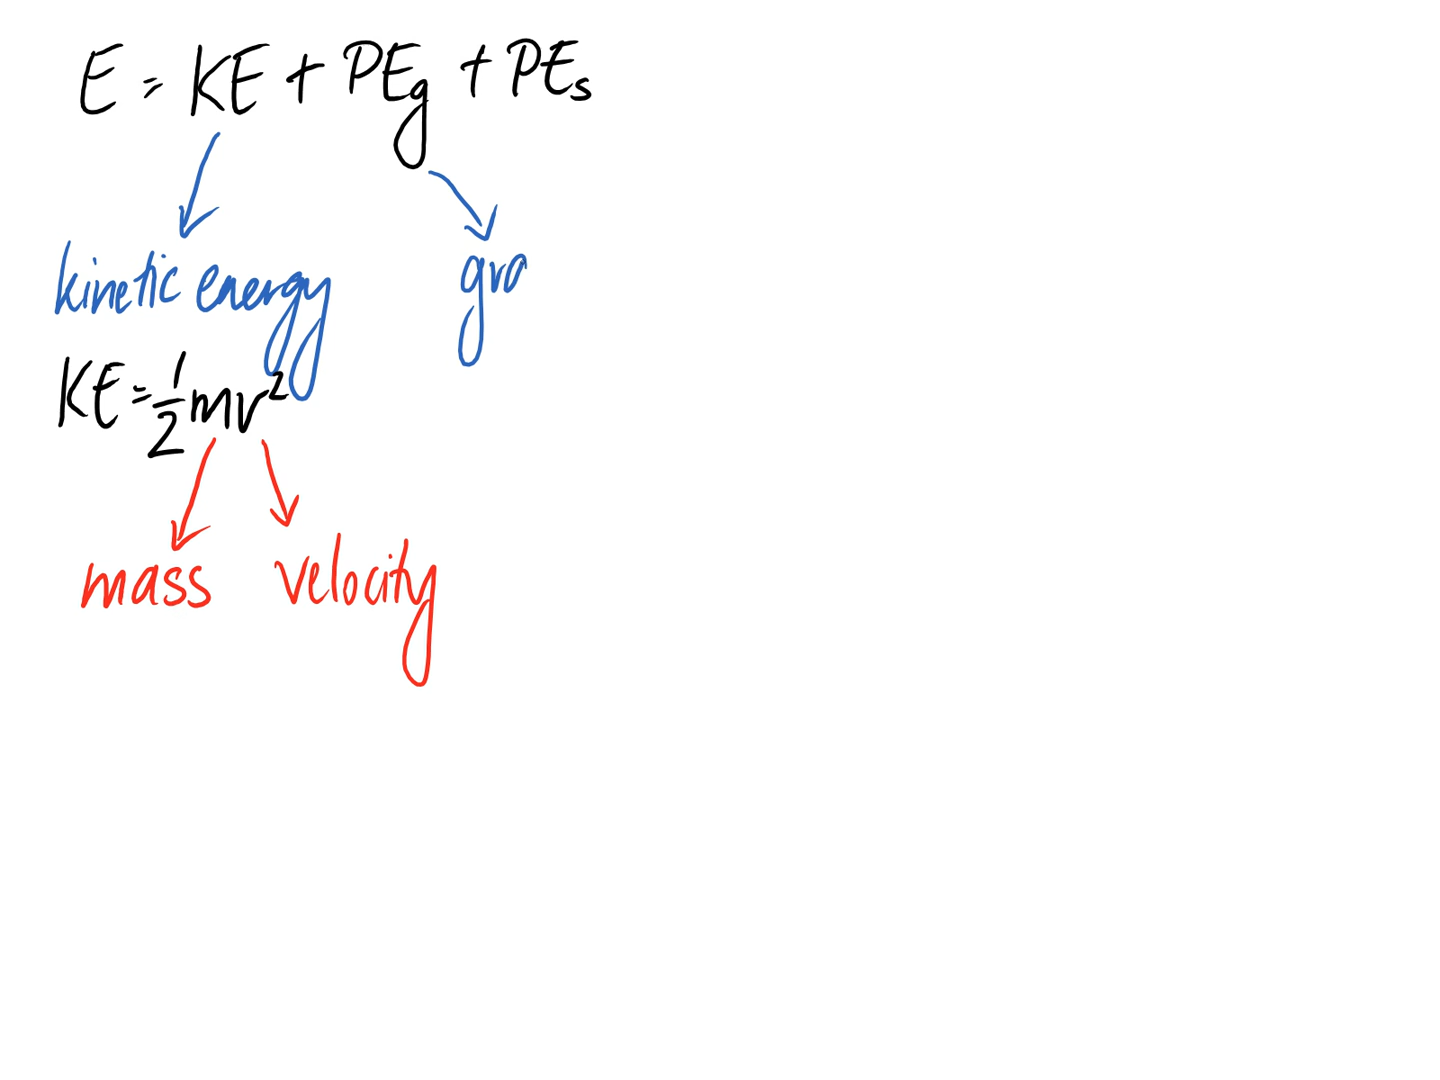 E = KE + PEg + PEs
kinetic energy
gra
KE = 1/2 mv²
mass velocity